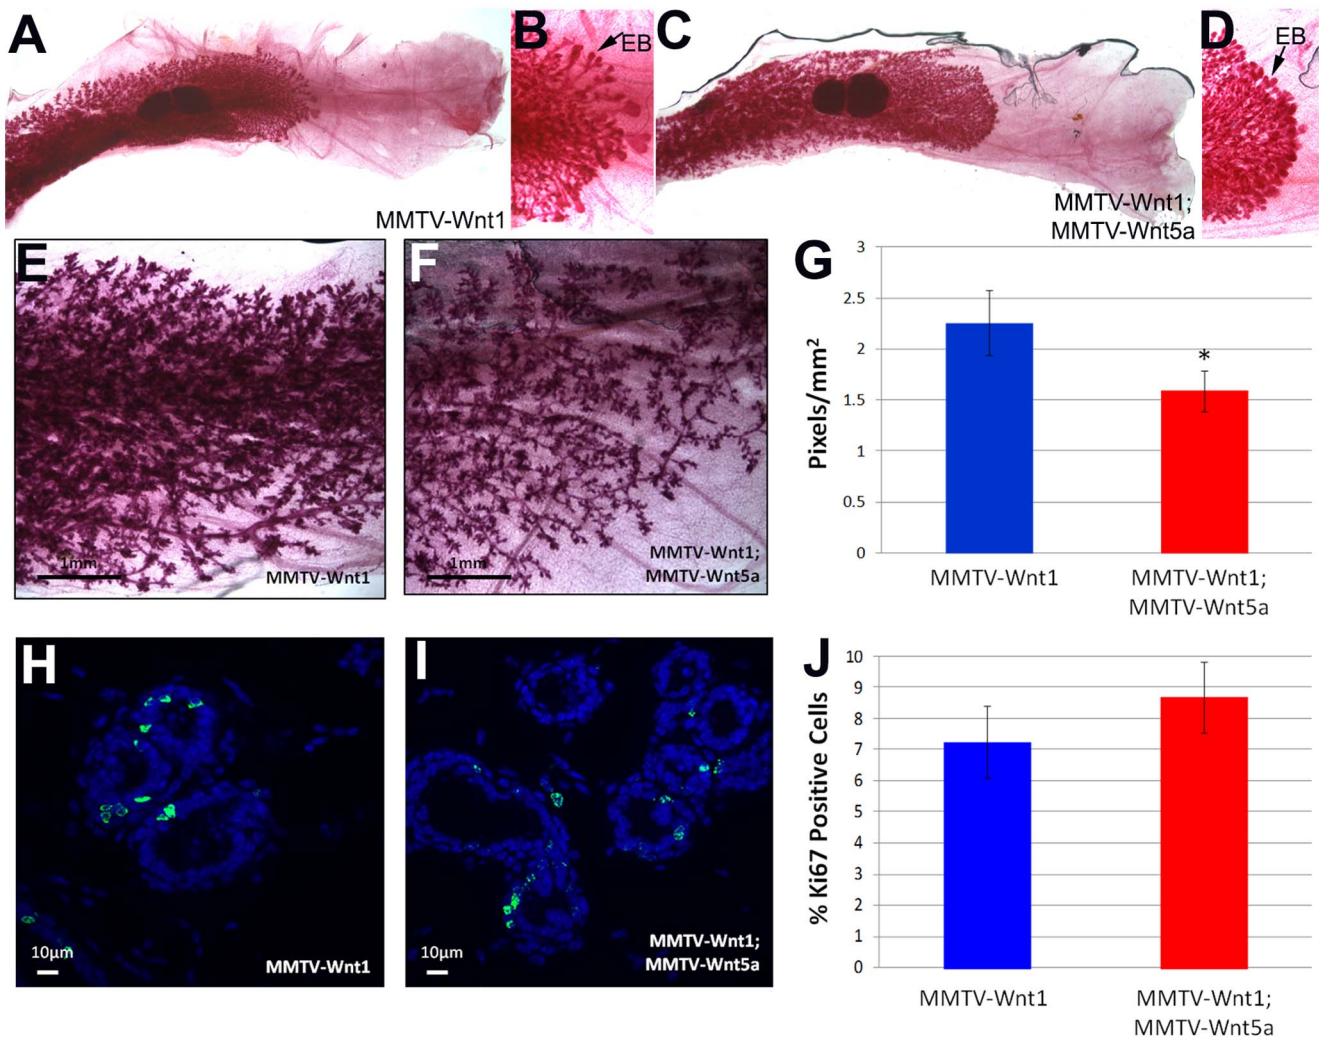 A
B
EB
C
D
EB
MMTV-Wnt1
MMTV-Wnt1;
MMTV-Wnt5a
E
1mm
MMTV-Wnt1
F
1mm
MMTV-Wnt1;
MMTV-Wnt5a
G
Pixels/mm²
3
2.5
2
1.5
1
0.5
0
*
MMTV-Wnt1
MMTV-Wnt1;
MMTV-Wnt5a
H
10µm
MMTV-Wnt1
I
10µm
MMTV-Wnt1;
MMTV-Wnt5a
J
% Ki67 Positive Cells
10
9
8
7
6
5
4
3
2
1
0
MMTV-Wnt1
MMTV-Wnt1;
MMTV-Wnt5a